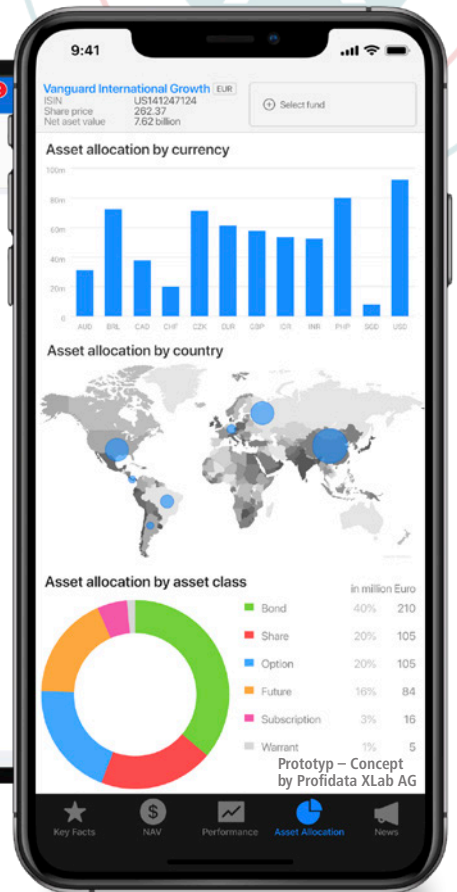 9:41
Vanguard International Growth EUR
ISIN US141247124
Share price 262.37
Net aset value 7.62 billion
Select fund
Asset allocation by currency
100m
80m
60m
40m
20m
0
AUD BRL CAD CHF CZK EUR GBP IDR INR PHP SGD USD
Asset allocation by country
Asset allocation by asset class
in million Euro
Bond 40% 210
Share 20% 105
Option 20% 105
Future 16% 84
Subscription 3% 16
Warrant 1% 5
Prototyp – Concept
by Profidata XLab AG
Key Facts NAV Performance Asset Allocation News